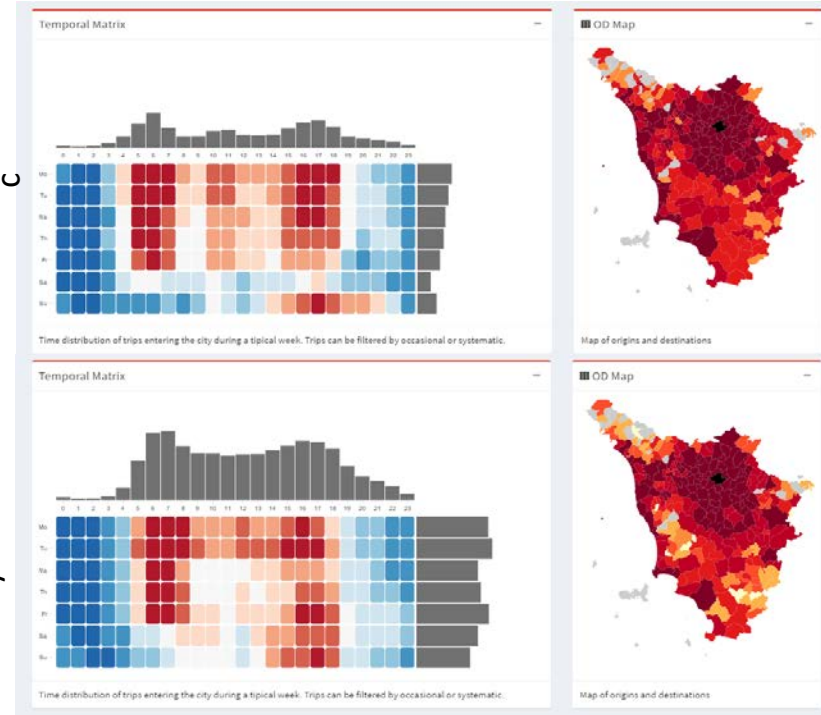 Temporal Matrix
OD Map
0 1 2 3 4 5 6 7 8 9 10 11 12 13 14 15 16 17 18 19 20 21 22 23
c
Mo
Tu
We
Th
Fr
Sa
Su
Time distribution of trips entering the city during a tipical week. Trips can be filtered by occasional or systematic.
Map of origins and destinations
Temporal Matrix
OD Map
0 1 2 3 4 5 6 7 8 9 10 11 12 13 14 15 16 17 18 19 20 21 22 23
Mo
Tu
We
Th
Fr
Sa
Su
Time distribution of trips entering the city during a tipical week. Trips can be filtered by occasional or systematic.
Map of origins and destinations